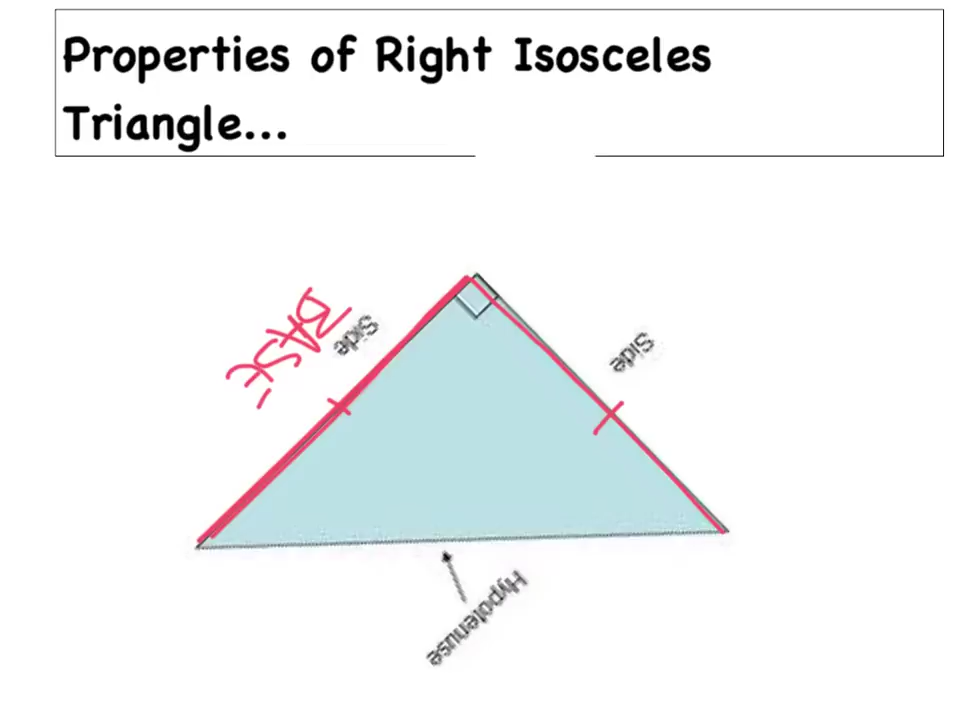 Properties of Right Isosceles
Triangle...
BASE
Side
Side
Hypotenuse